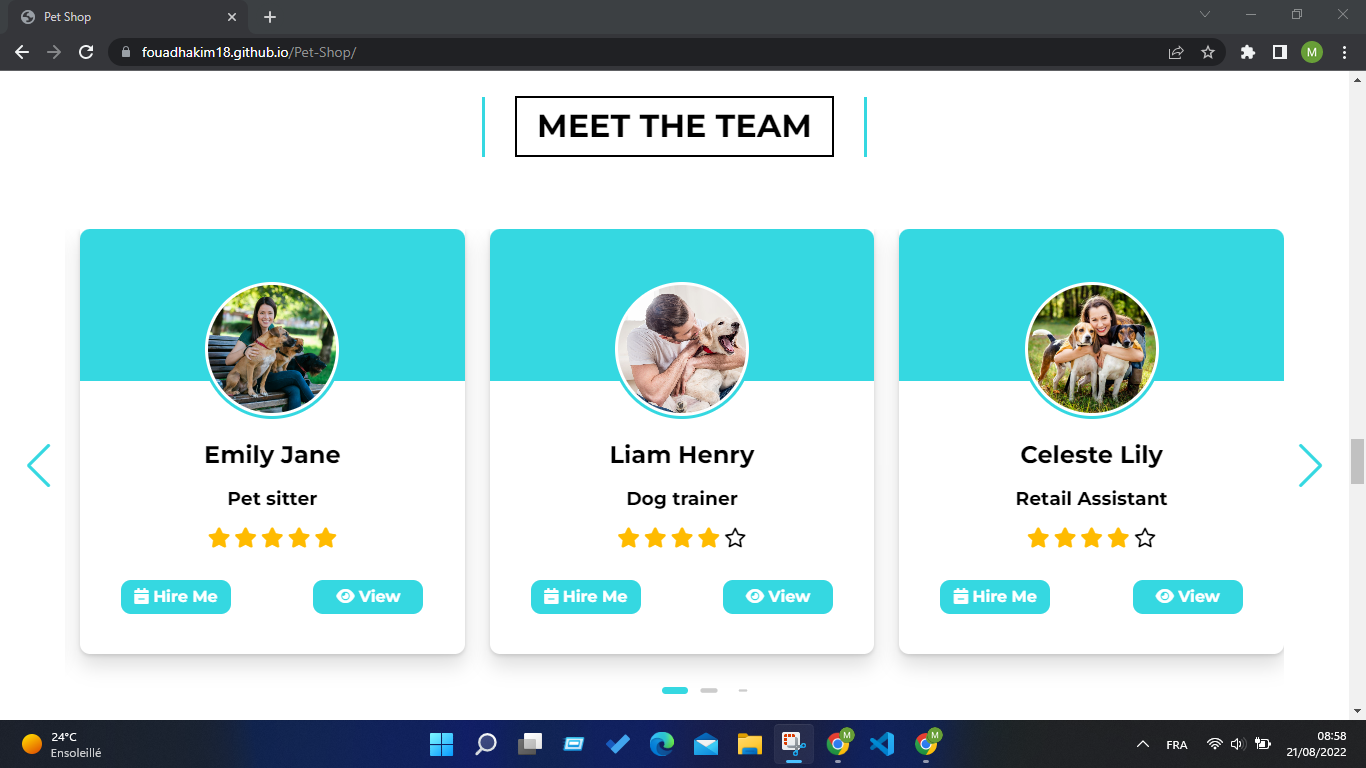 Pet Shop
fouadhakim18.github.io/Pet-Shop/
M
MEET THE TEAM
Emily Jane
Pet sitter
Hire Me
View
Liam Henry
Dog trainer
Hire Me
View
Celeste Lily
Retail Assistant
Hire Me
View
24°C
Ensoleillé
M
M
FRA
08:58
21/08/2022